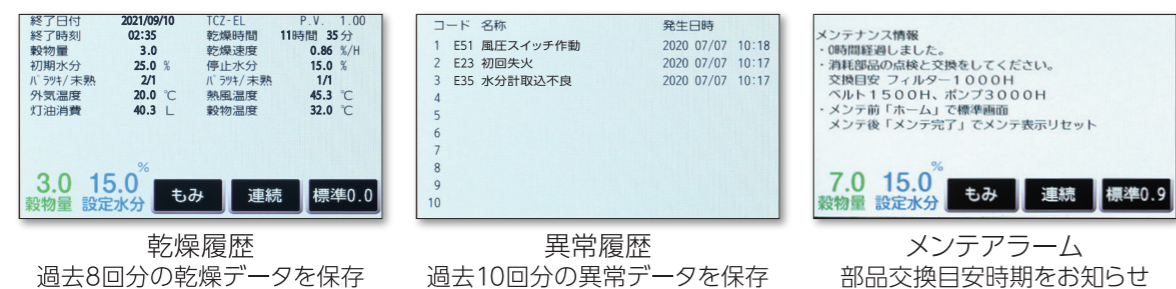 終了日付 2021/09/10 TCZ-EL P.V. 1.00
終了時刻 02:35 乾燥時間 11時間 35分
穀物量 3.0 乾燥速度 0.86 %/H
初期水分 25.0 % 停止水分 15.0 %
バラツキ/未熟 2/1 バラツキ/未熟 1/1
外気温度 20.0 ℃ 熱風温度 45.3 ℃
灯油消費 40.3 L 穀物温度 32.0 ℃
3.0 15.0%
穀物量 設定水分 もみ 連続 標準0.0
乾燥履歴
過去8回分の乾燥データを保存
コード 名称 発生日時
1 E51 風圧スイッチ作動 2020 07/07 10:18
2 E23 初回失火 2020 07/07 10:17
3 E35 水分計取込不良 2020 07/07 10:17
4
5
6
7
8
9
10
異常履歴
過去10回分の異常データを保存
メンテナンス情報
・0時間経過しました。
・消耗部品の点検と交換をしてください。
交換目安 フィルター1000H
ベルト1500H、ポンプ3000H
・メンテ前「ホーム」で標準画面
メンテ後「メンテ完了」でメンテ表示リセット
7.0 15.0%
穀物量 設定水分 もみ 連続 標準0.9
メンテアラーム
部品交換目安時期をお知らせ